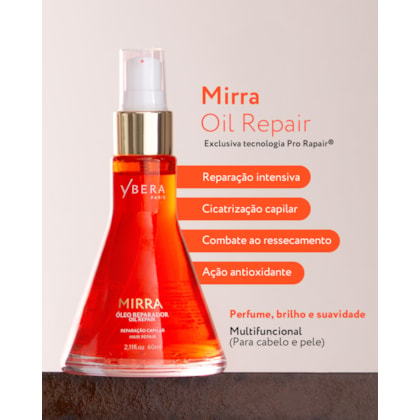 Mirra
Oil Repair
Exclusiva tecnologia Pro Rapair®
Reparação intensiva
Cicatrização capilar
Combate ao ressecamento
Ação antioxidante
Perfume, brilho e suavidade
Multifuncional
(Para cabelo e pele)
YBERA
PARIS
MIRRA
ÓLEO REPARADOR
OIL REPAIR
REPARAÇÃO CAPILAR
HAIR REPAIR
2,11fl.oz 60ml